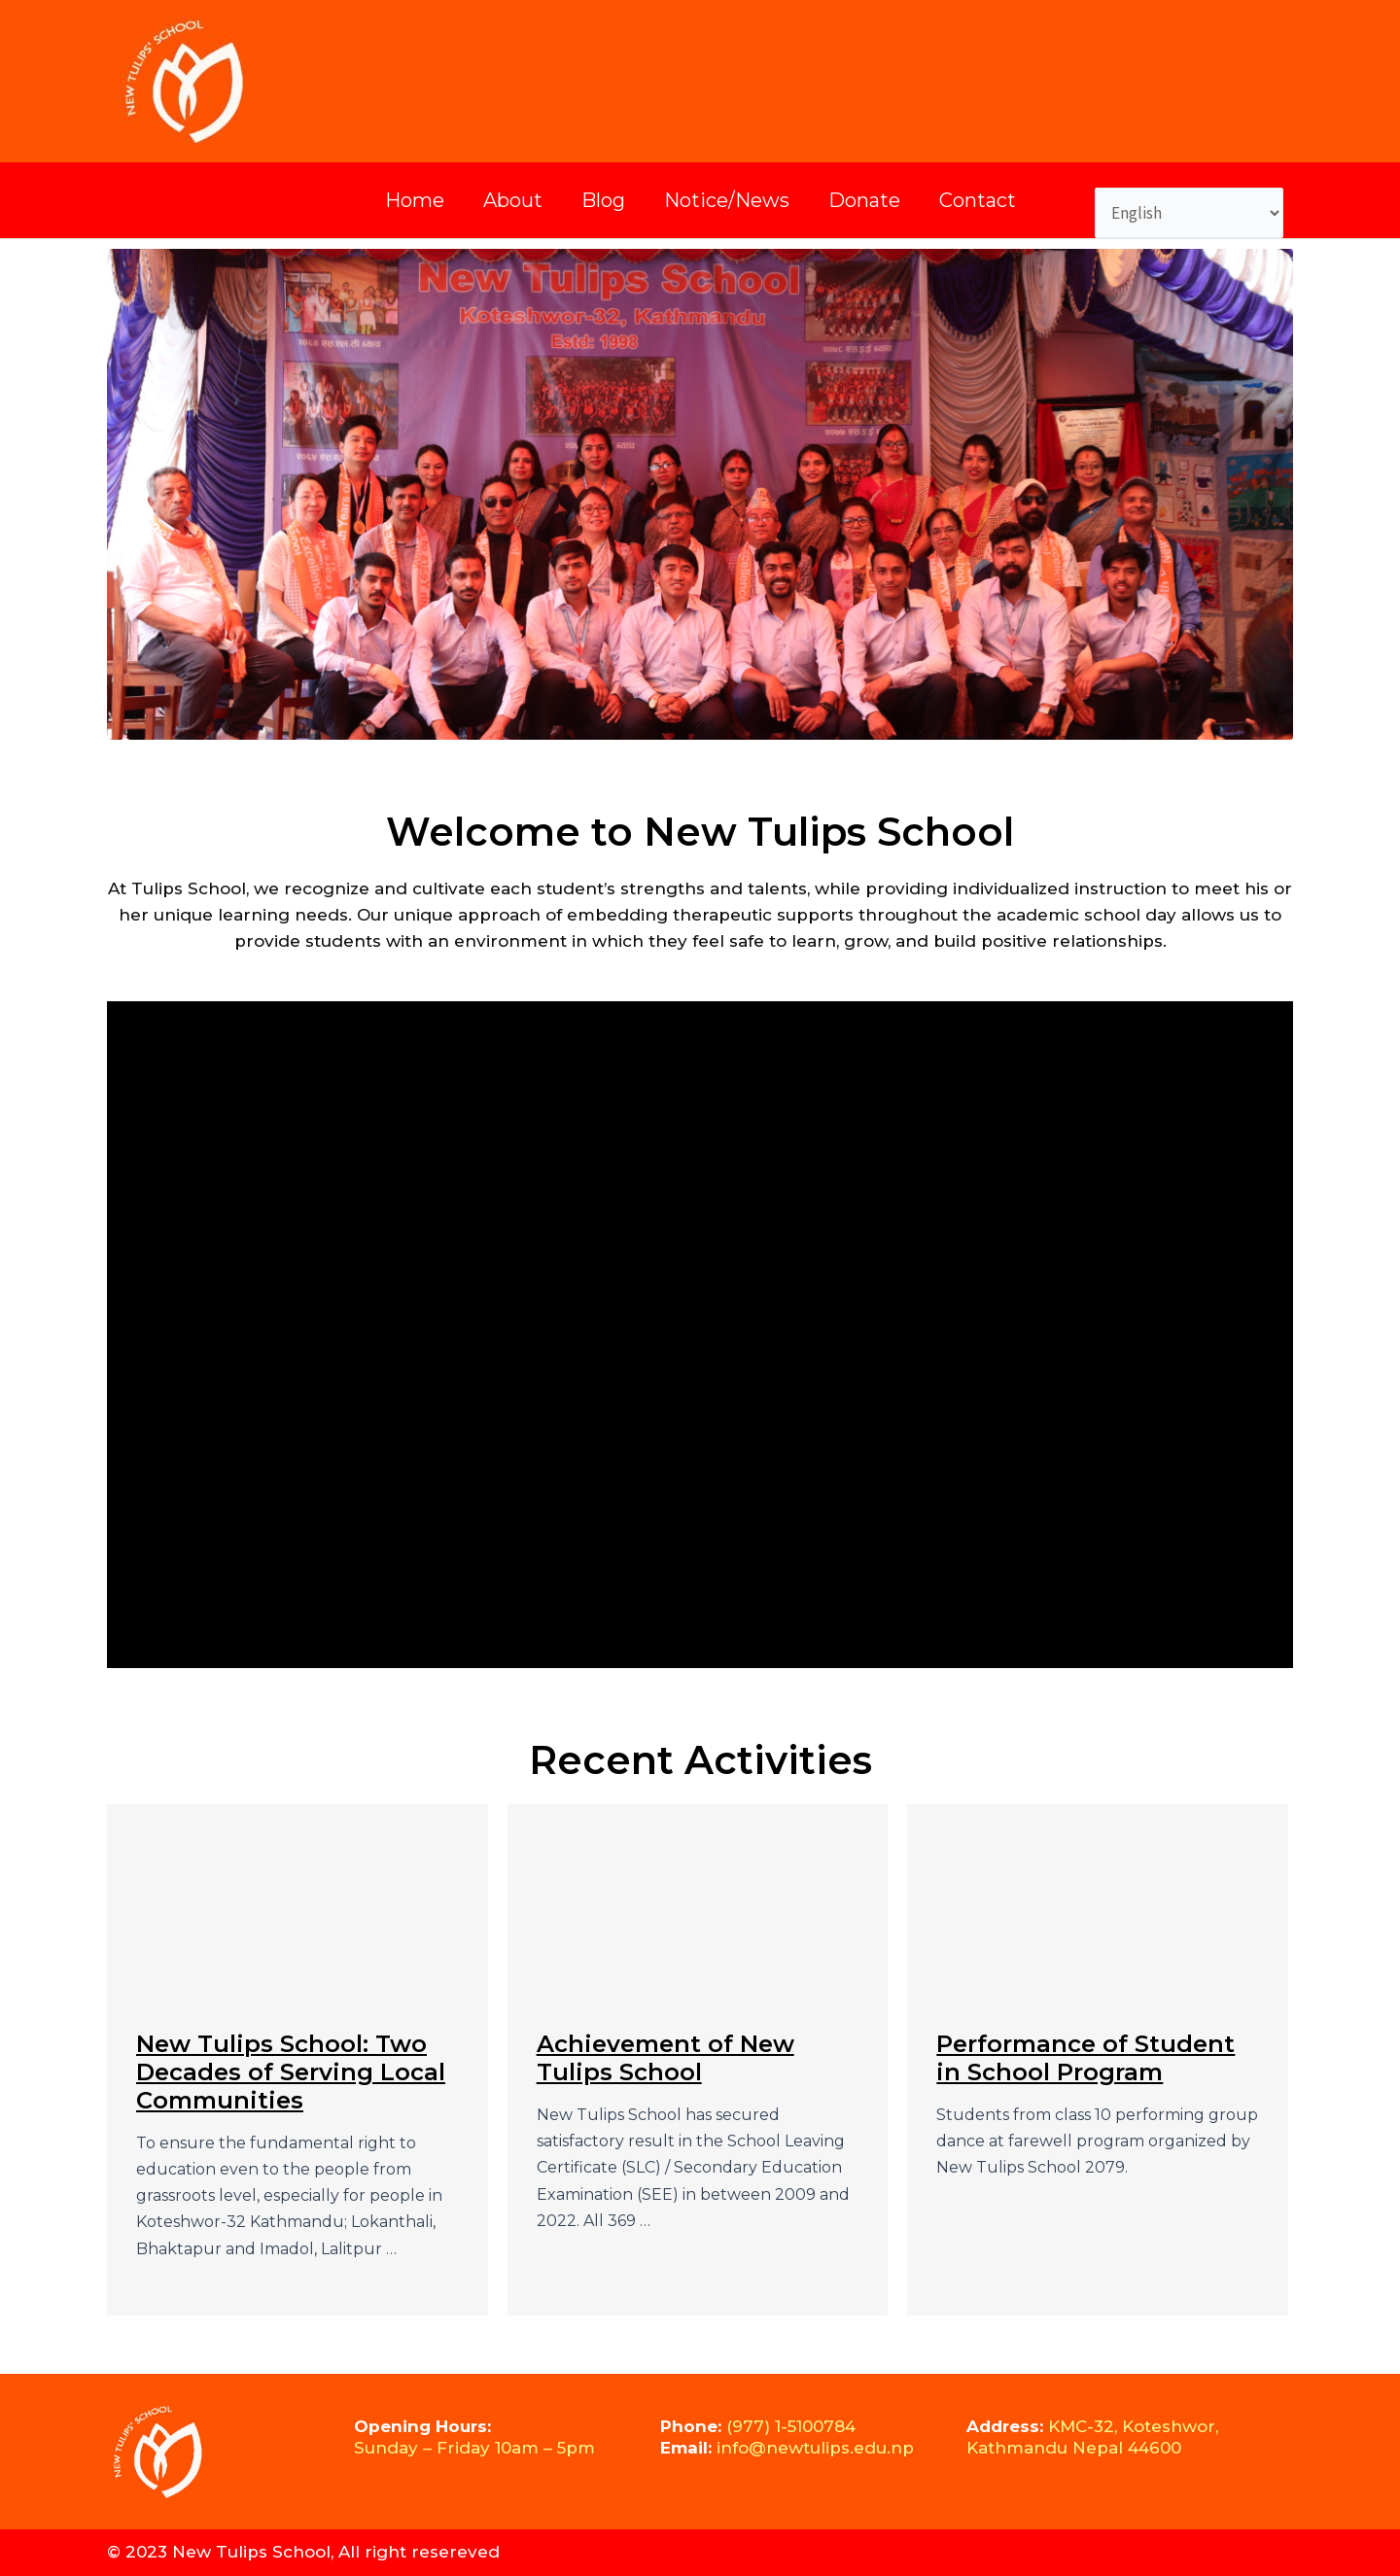 NEW TULIPS' SCHOOL
Home
About
Blog
Notice/News
Donate
Contact
English
New Tulips School
Koteshwor-32, Kathmandu
Estd: 1998
Welcome to New Tulips School
At Tulips School, we recognize and cultivate each student’s strengths and talents, while providing individualized instruction to meet his or
her unique learning needs. Our unique approach of embedding therapeutic supports throughout the academic school day allows us to
provide students with an environment in which they feel safe to learn, grow, and build positive relationships.
Recent Activities
New Tulips School: Two
Decades of Serving Local
Communities
To ensure the fundamental right to
education even to the people from
grassroots level, especially for people in
Koteshwor-32 Kathmandu; Lokanthali,
Bhaktapur and Imadol, Lalitpur …
Achievement of New
Tulips School
New Tulips School has secured
satisfactory result in the School Leaving
Certificate (SLC) / Secondary Education
Examination (SEE) in between 2009 and
2022. All 369 …
Performance of Student
in School Program
Students from class 10 performing group
dance at farewell program organized by
New Tulips School 2079.
NEW TULIPS' SCHOOL
Opening Hours:
Sunday – Friday 10am – 5pm
Phone: (977) 1-5100784
Email: info@newtulips.edu.np
Address: KMC-32, Koteshwor,
Kathmandu Nepal 44600
© 2023 New Tulips School, All right resereved